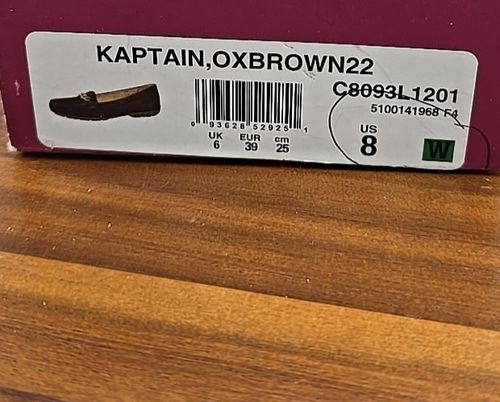 KAPTAIN,OXBROWN22
C8093L1201
5100141968 F4
0 93628 52925 1
UK EUR cm
6 39 25
US
8
W